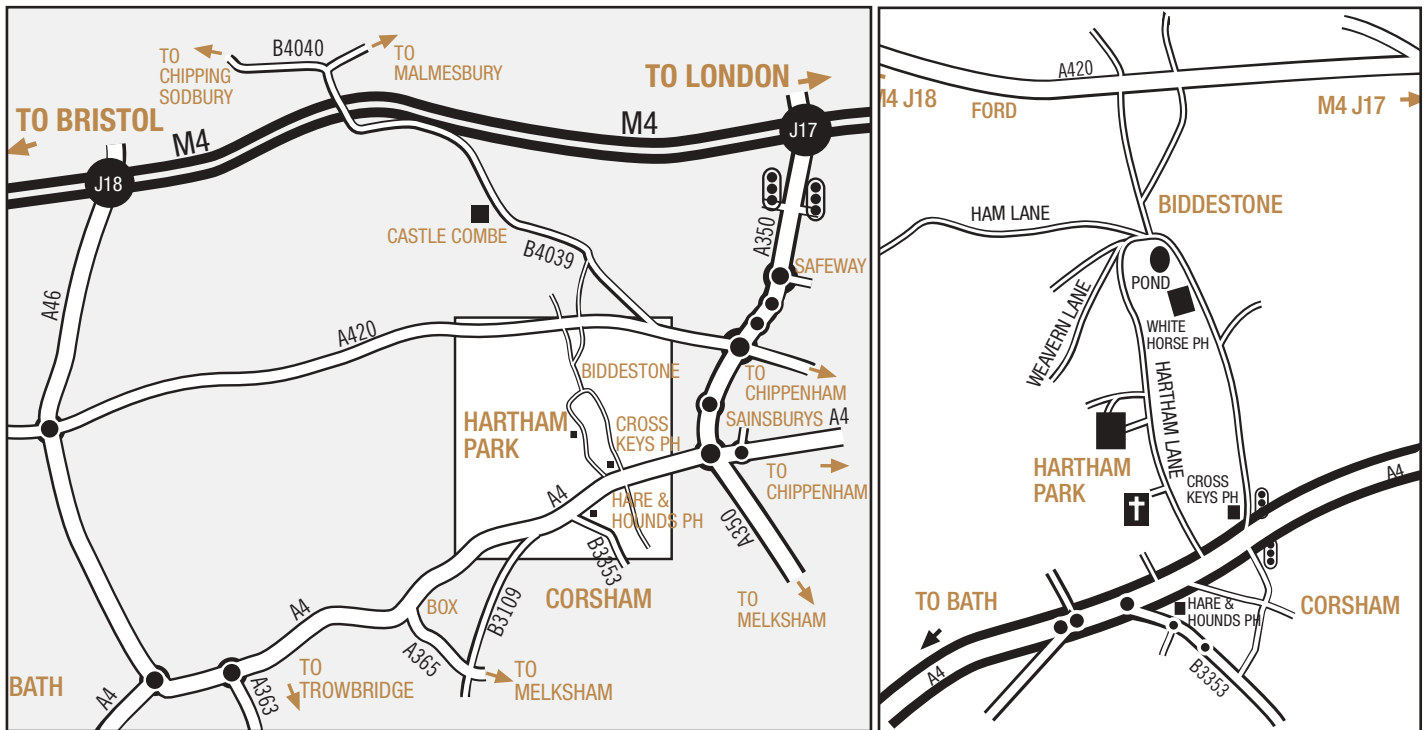 B4040
TO
CHIPPING
SODBURY
TO
MALMESBURY
TO LONDON
TO BRISTOL
M4
M4
J17
J18
CASTLE COMBE
B4039
A350
SAFEWAY
A46
A420
BIDDESTONE
TO
CHIPPENHAM
SAINSBURYS
A4
HARTHAM
PARK
CROSS
KEYS PH
TO
CHIPPENHAM
A4
HARE &
HOUNDS PH
A350
B3353
CORSHAM
B3109
BOX
A4
A365
TO
MELKSHAM
TO
MELKSHAM
TO
TROWBRIDGE
BATH
A4
A363
A420
M4 J18
FORD
M4 J17
BIDDESTONE
HAM LANE
POND
WEAVERN LANE
WHITE
HORSE PH
HARTHAM LANE
HARTHAM
PARK
CROSS
KEYS PH
A4
TO BATH
HARE &
HOUNDS PH
CORSHAM
A4
B3353